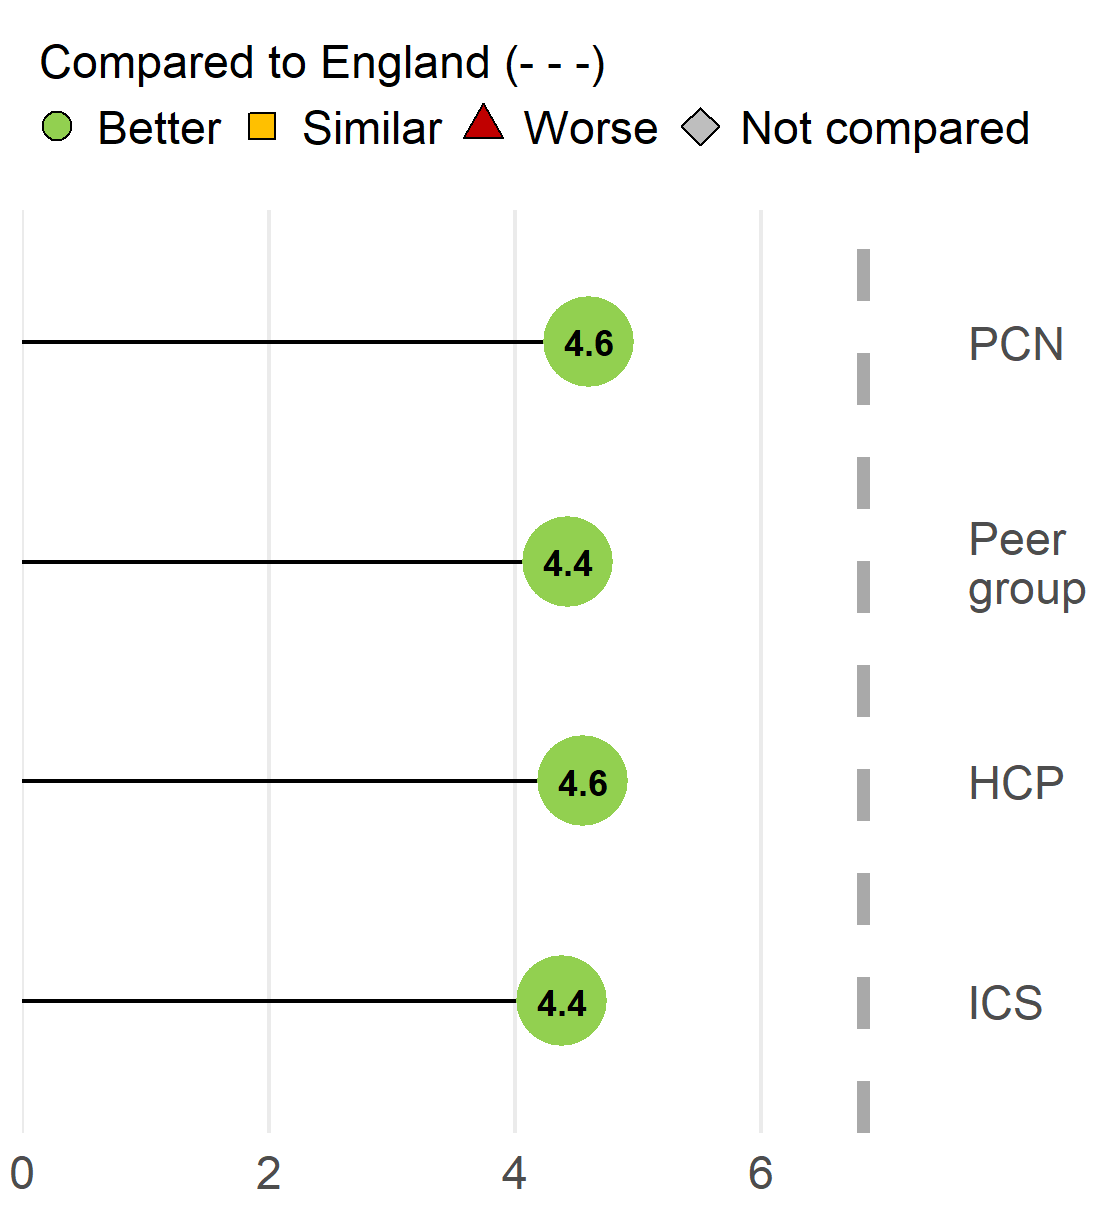 Compared to England (- - -)
Better Similar Worse Not compared
4.6 PCN
4.4 Peer
group
4.6 HCP
4.4 ICS
0 2 4 6